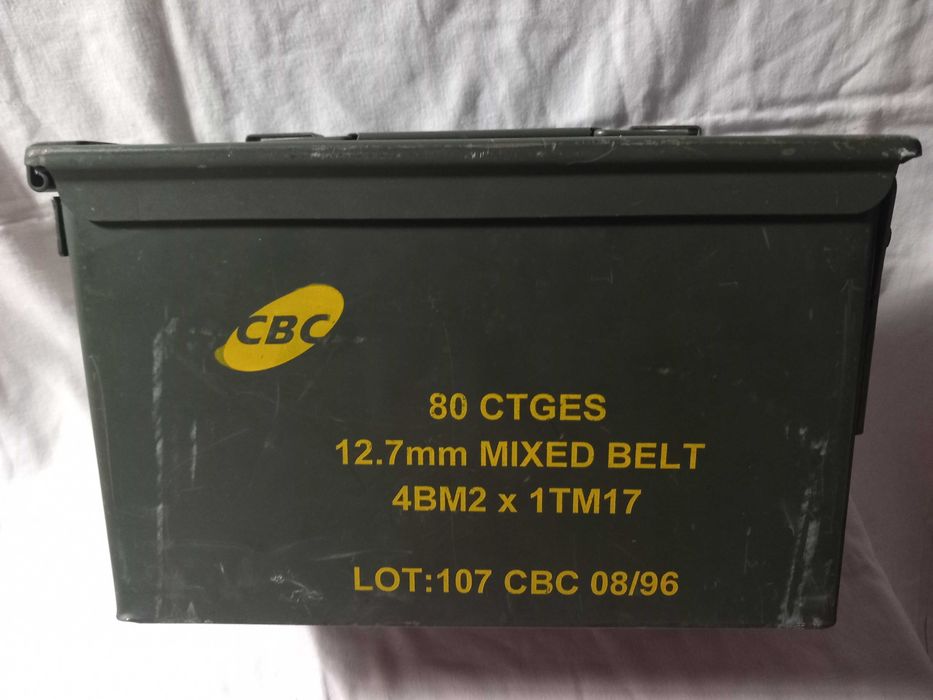 CBC
80 CTGES
12.7mm MIXED BELT
4BM2 x 1TM17
LOT:107 CBC 08/96